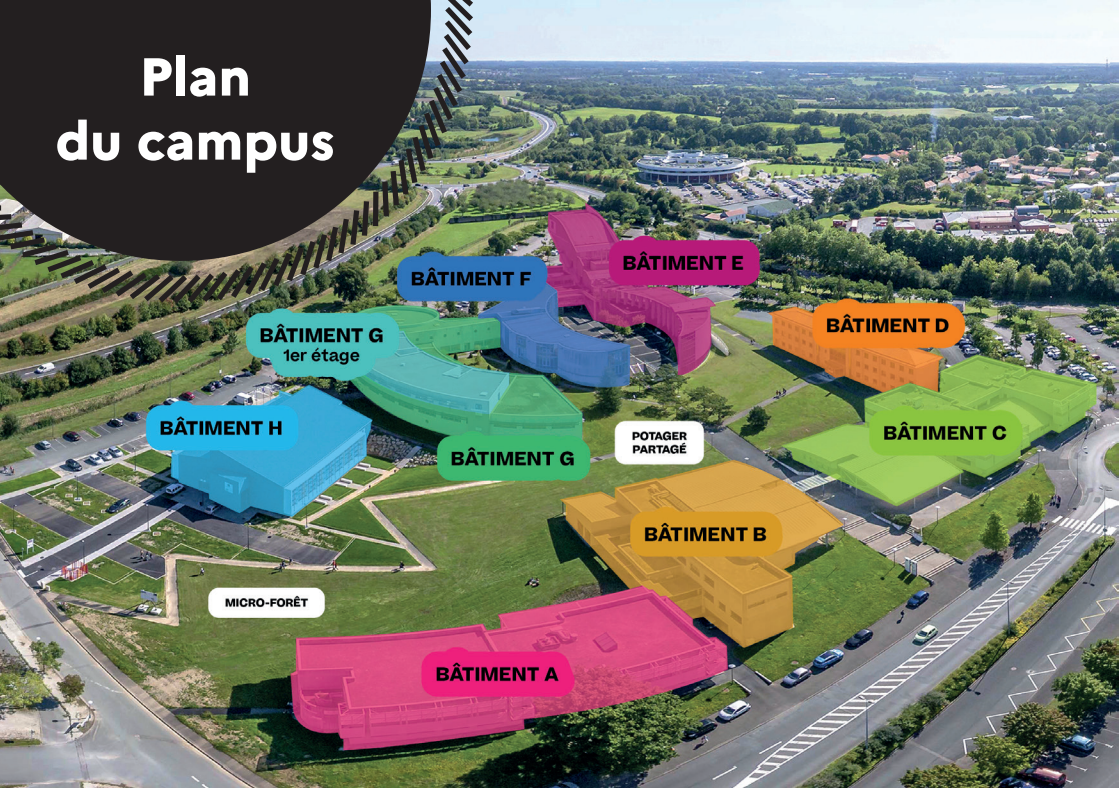 Plan
du campus
BÂTIMENT E
BÂTIMENT F
BÂTIMENT G
1er étage
BÂTIMENT D
BÂTIMENT H
BÂTIMENT C
POTAGER
PARTAGÉ
BÂTIMENT G
BÂTIMENT B
MICRO-FORÊT
BÂTIMENT A